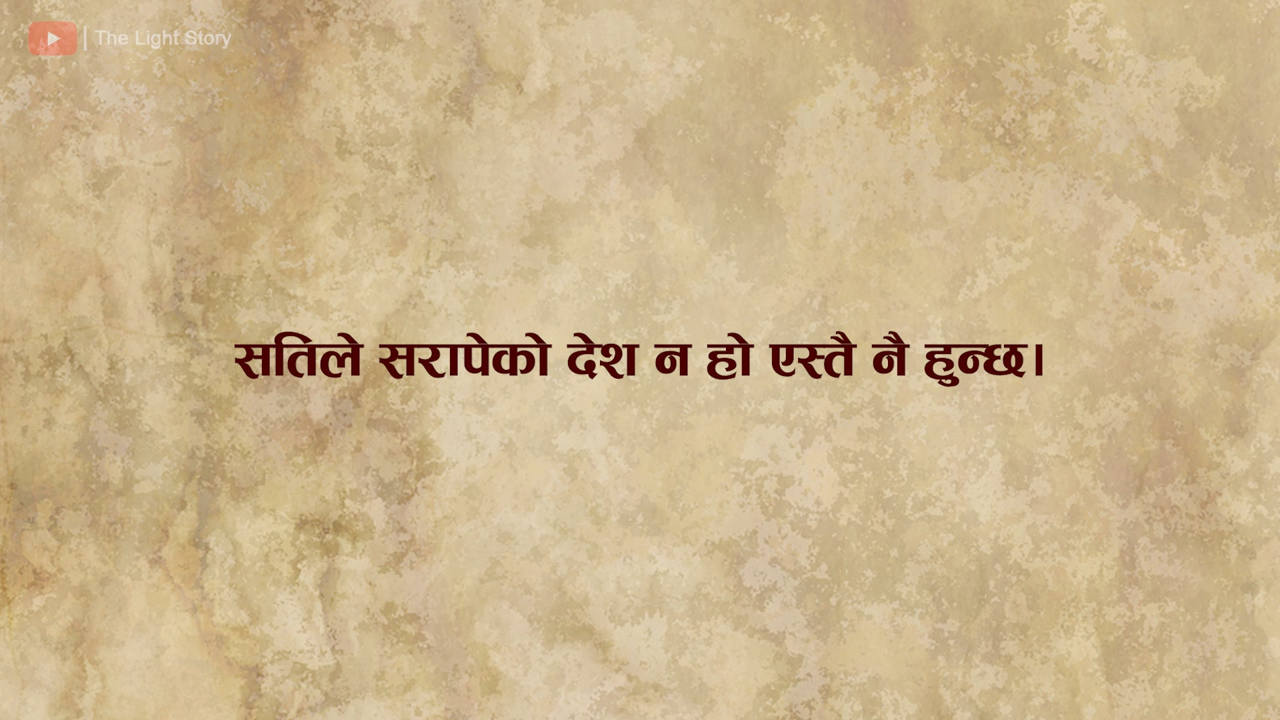 | The Light Story
सतिले सरापेको देश न हो एस्तै नै हुन्छ।